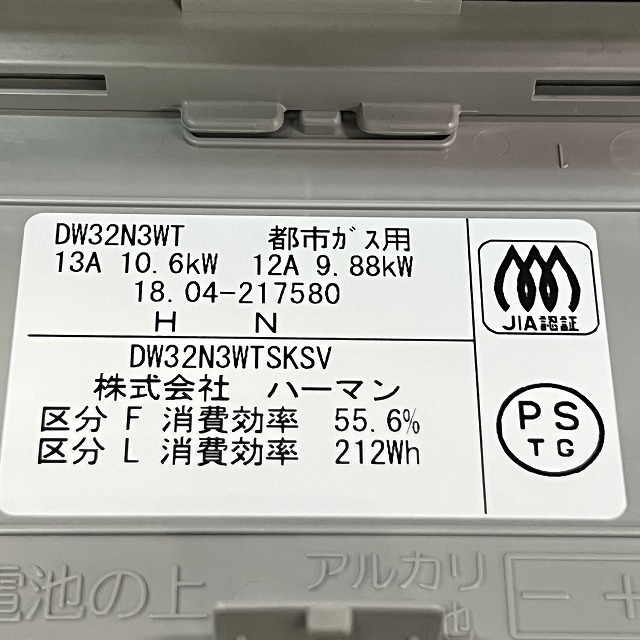 DW32N3WT 都市ｶﾞｽ用
13A 10.6kW 12A 9.88kW
18.04-217580
H N
DW32N3WTSKSV
株式会社 ハーマン
区分 F 消費効率 55.6%
区分 L 消費効率 212Wh
JIA認証
PS
TG
電池の上
アルカリ
－ ＋